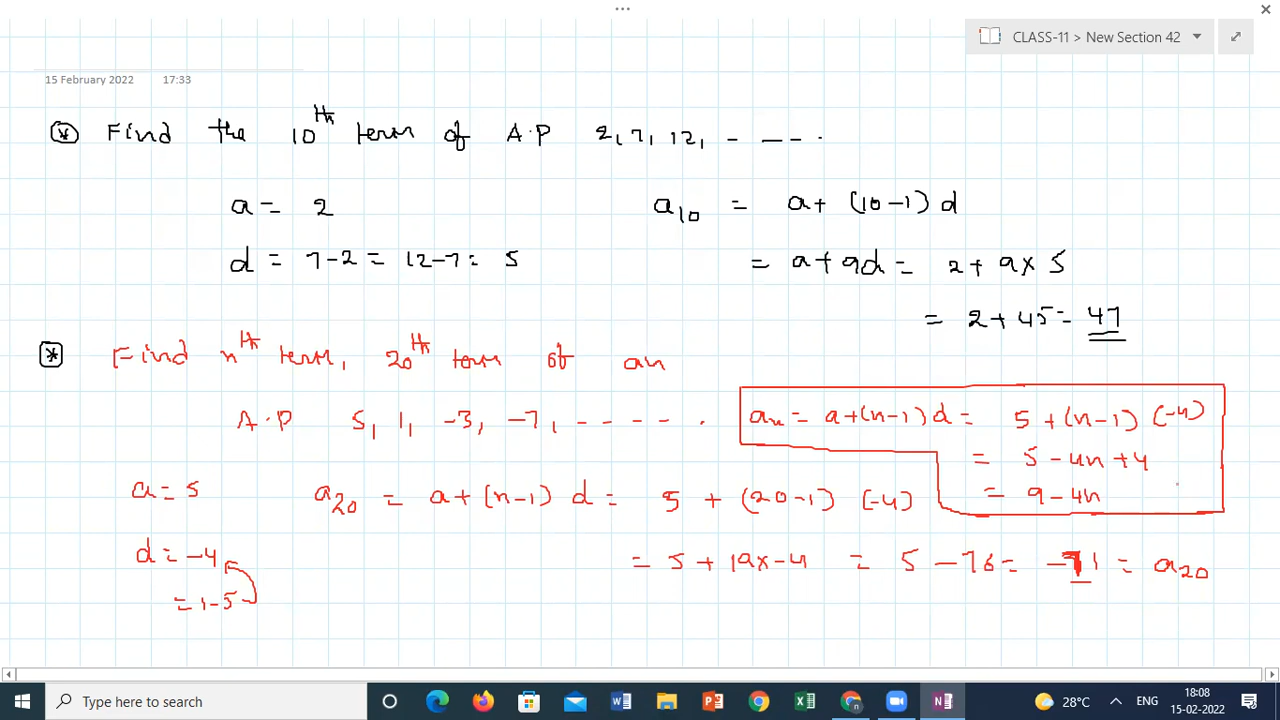 CLASS-11 > New Section 42
15 February 2022 17:33
Find the 10th term of A.P 2, 7, 12, - - - - .
a = 2
d = 7-2 = 12-7 = 5
a10 = a + (10-1) d
= a + 9d = 2 + 9x5
= 2 + 45 = 47
Find nth term, 20th term of an
A.P 5, 1, -3, -7, - - - - .
an = a+(n-1) d = 5 + (n-1) (-4)
= 5 - 4n + 4
= 9 - 4n
a = 5
a20 = a + (n-1) d = 5 + (20-1) (-4)
d = -4
= 1-5
= 5 + 19x-4 = 5 - 76 = -71 = a20
Type here to search
28°C
ENG
18:08
15-02-2022